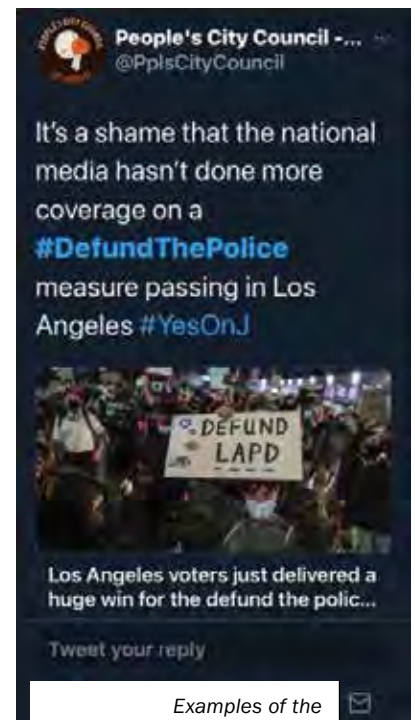 People's City Council -...
@PplsCityCouncil
It's a shame that the national
media hasn't done more
coverage on a
#DefundThePolice
measure passing in Los
Angeles #YesOnJ
DEFUND
LAPD
Los Angeles voters just delivered a
huge win for the defund the polic...
Tweet your reply
Examples of the